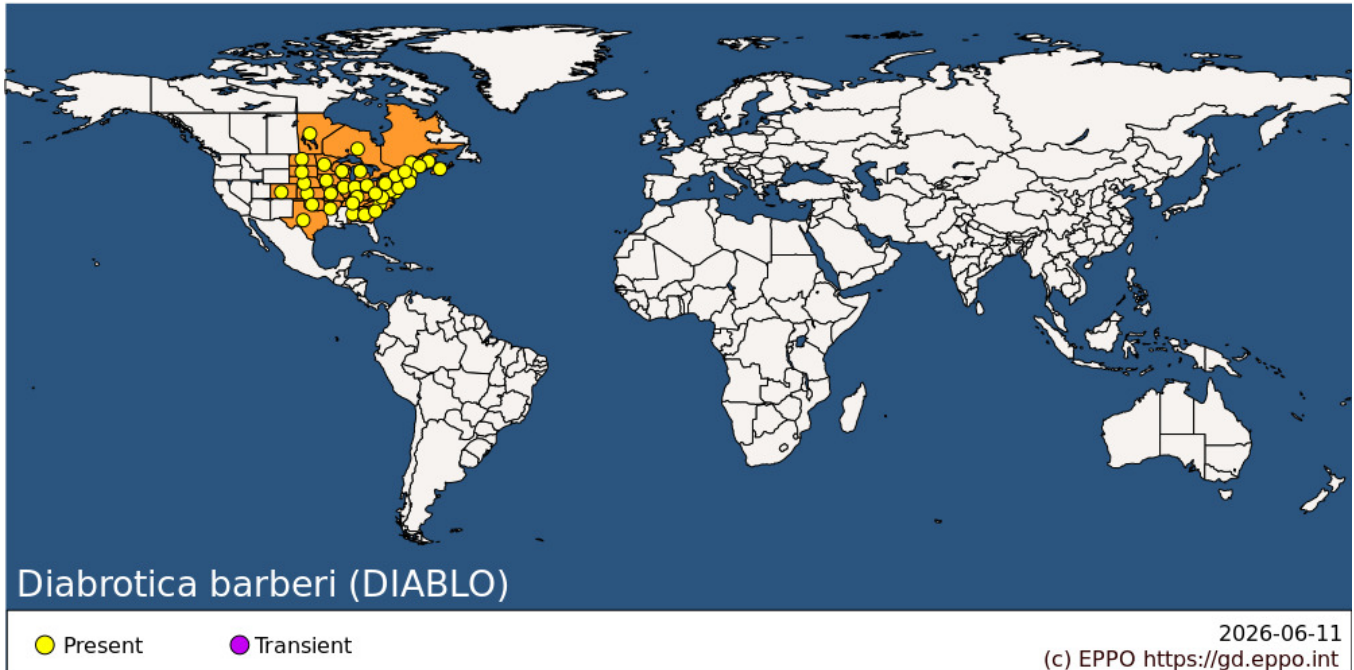 Diabrotica barberi (DIABLO)
Present
Transient
2026-06-11
(c) EPPO https://gd.eppo.int